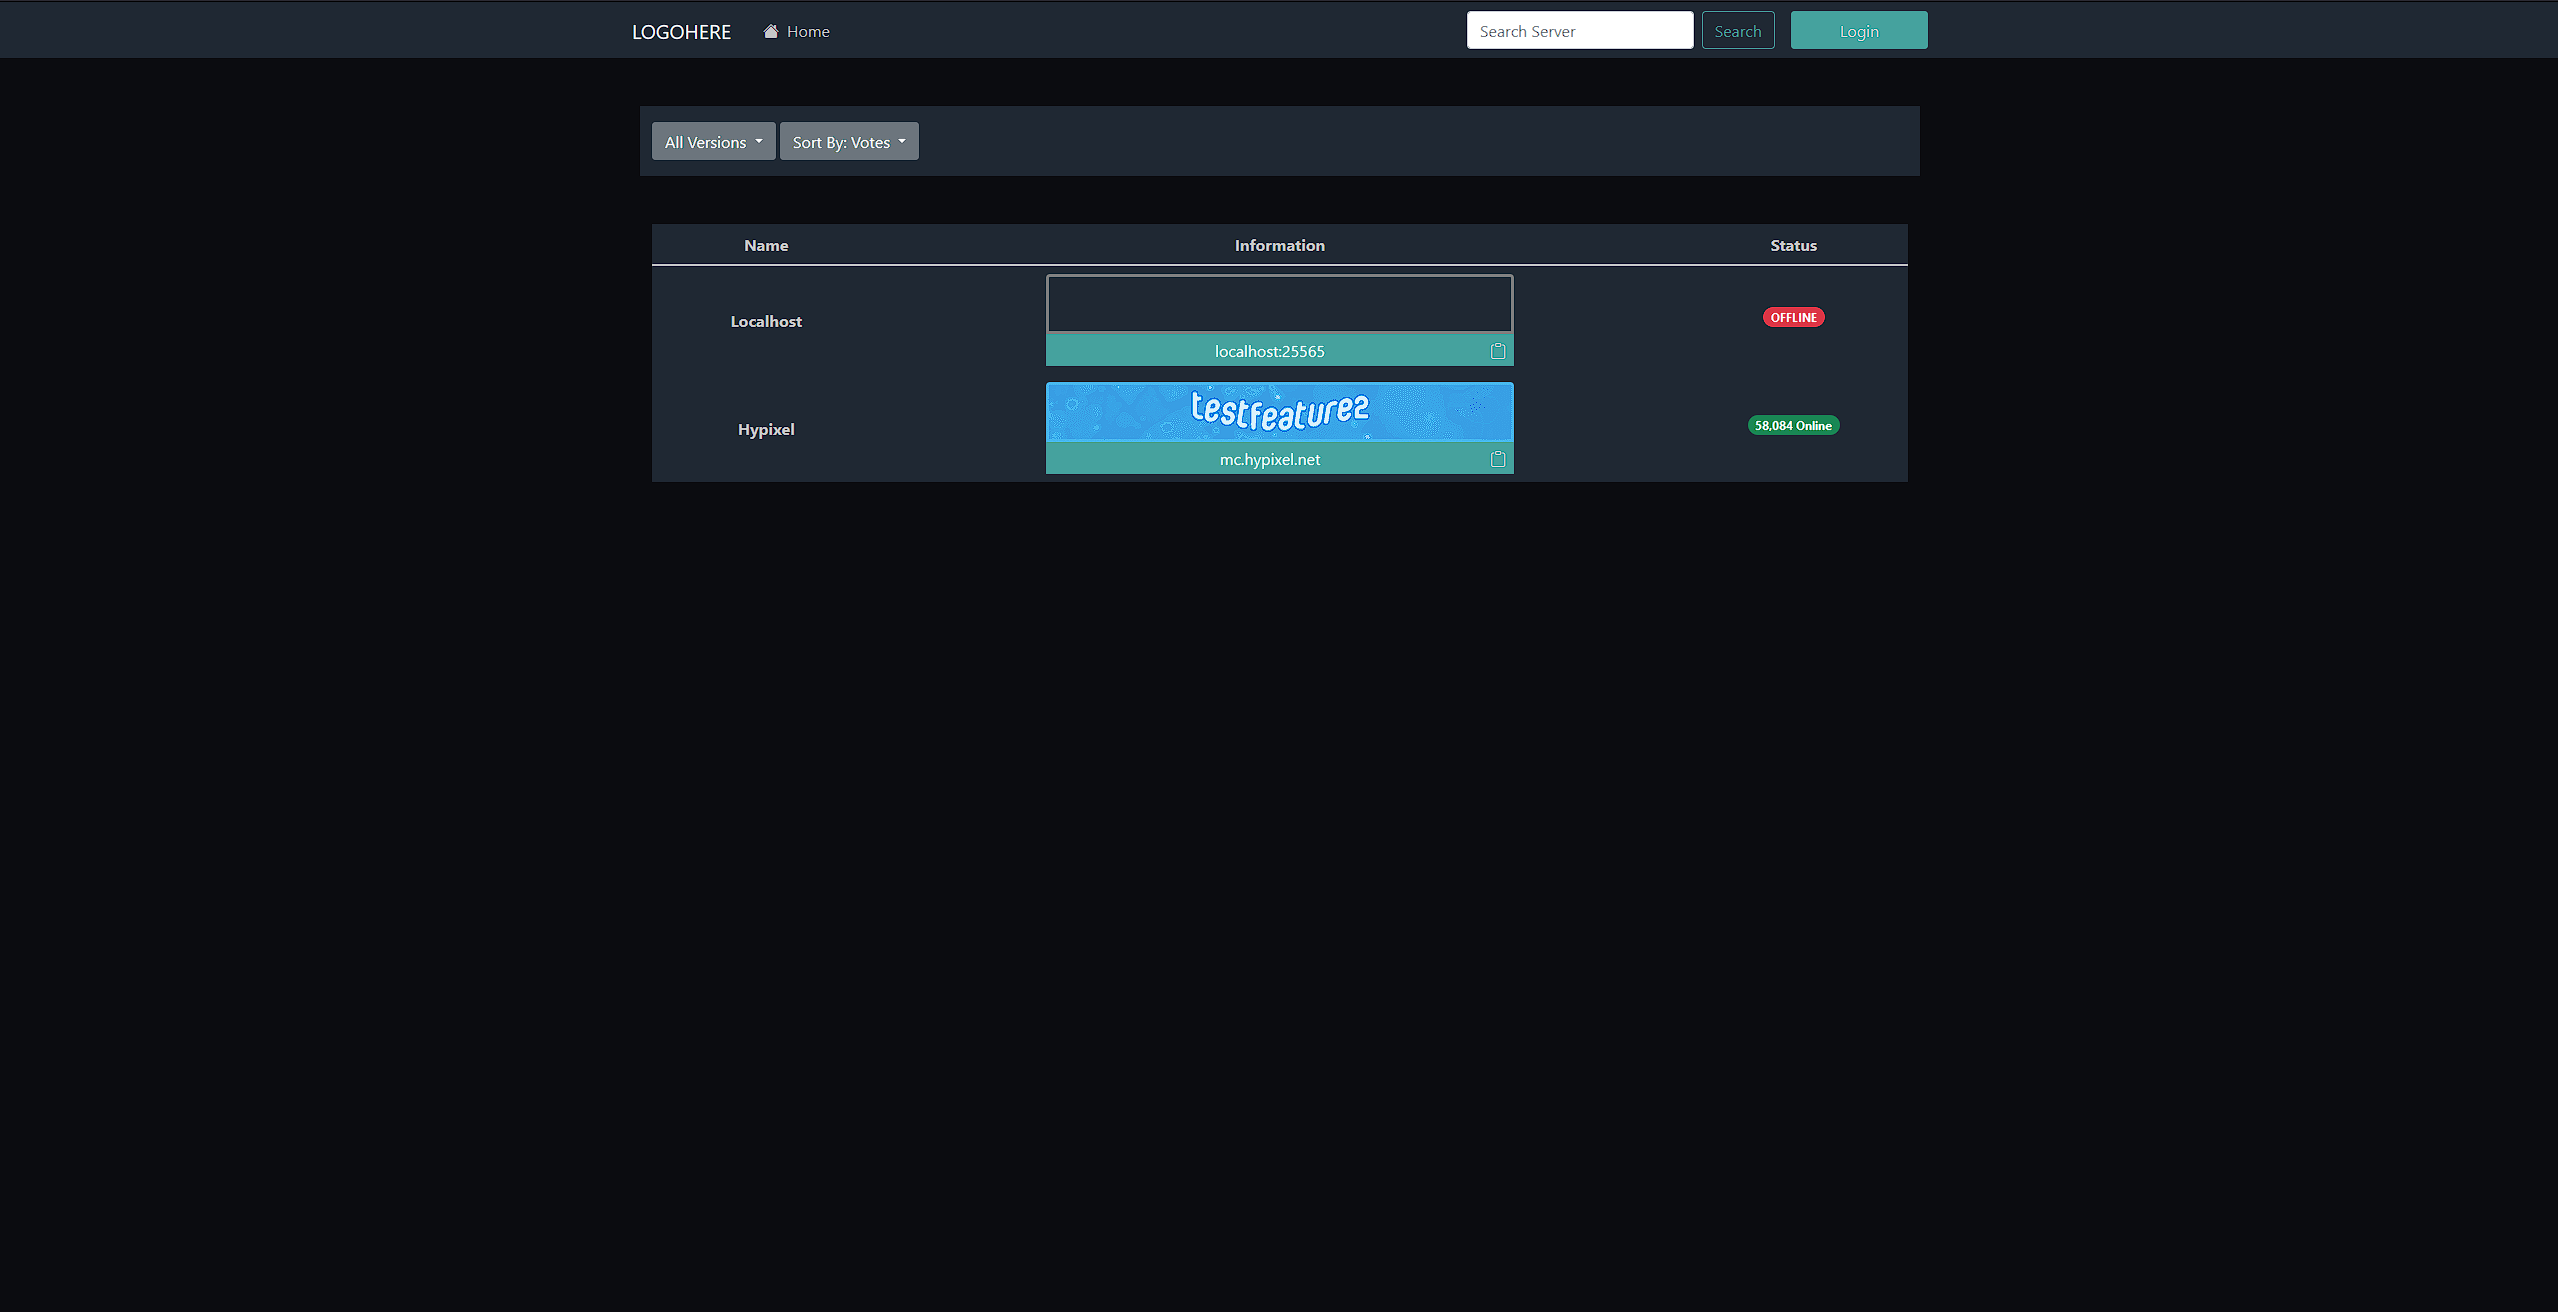 LOGOHERE Home Search Server Search Login
All Versions Sort By: Votes
Name Information Status
Localhost
localhost:25565
OFFLINE
testfeatures
Hypixel
mc.hypixel.net
58,084 Online